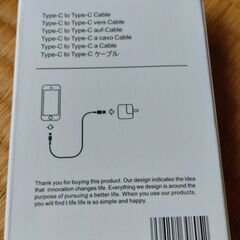 Type-C to Type-C Cable
Type-C to Type-C vers Cable
Type-C to Type-C auf-Cable
Type-C to Type-C a cavo Cable
Type-C to Type-C a Cable
Type-C to Type-C ケーブル
Thank you for buying this product. Our design indicates the idea
that innovation changes life. Everything we design is around the
purpose of pursuing a better life. When you use our products,
you will find t life life is so simple and happy.